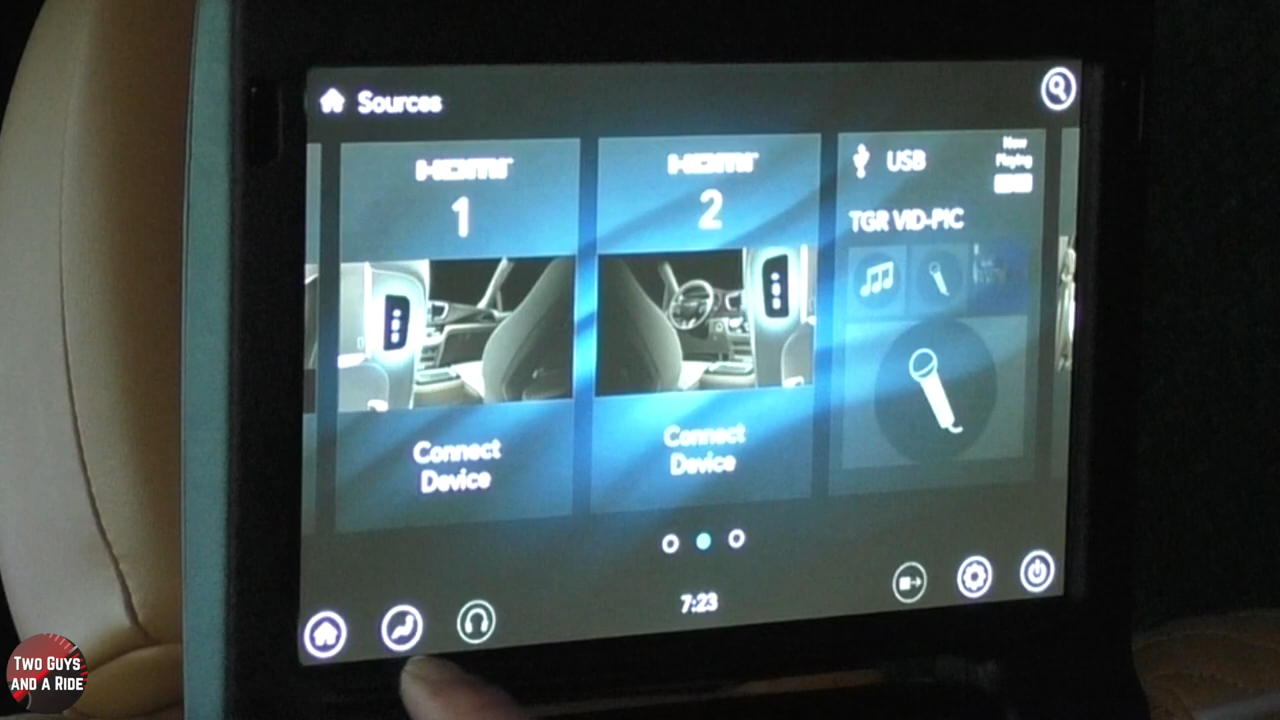 Sources
HDMI
1
Connect
Device
HDMI
2
Connect
Device
USB
Now
Playing
TGR VID-PIC
7:23
TWO GUYS
AND A RIDE